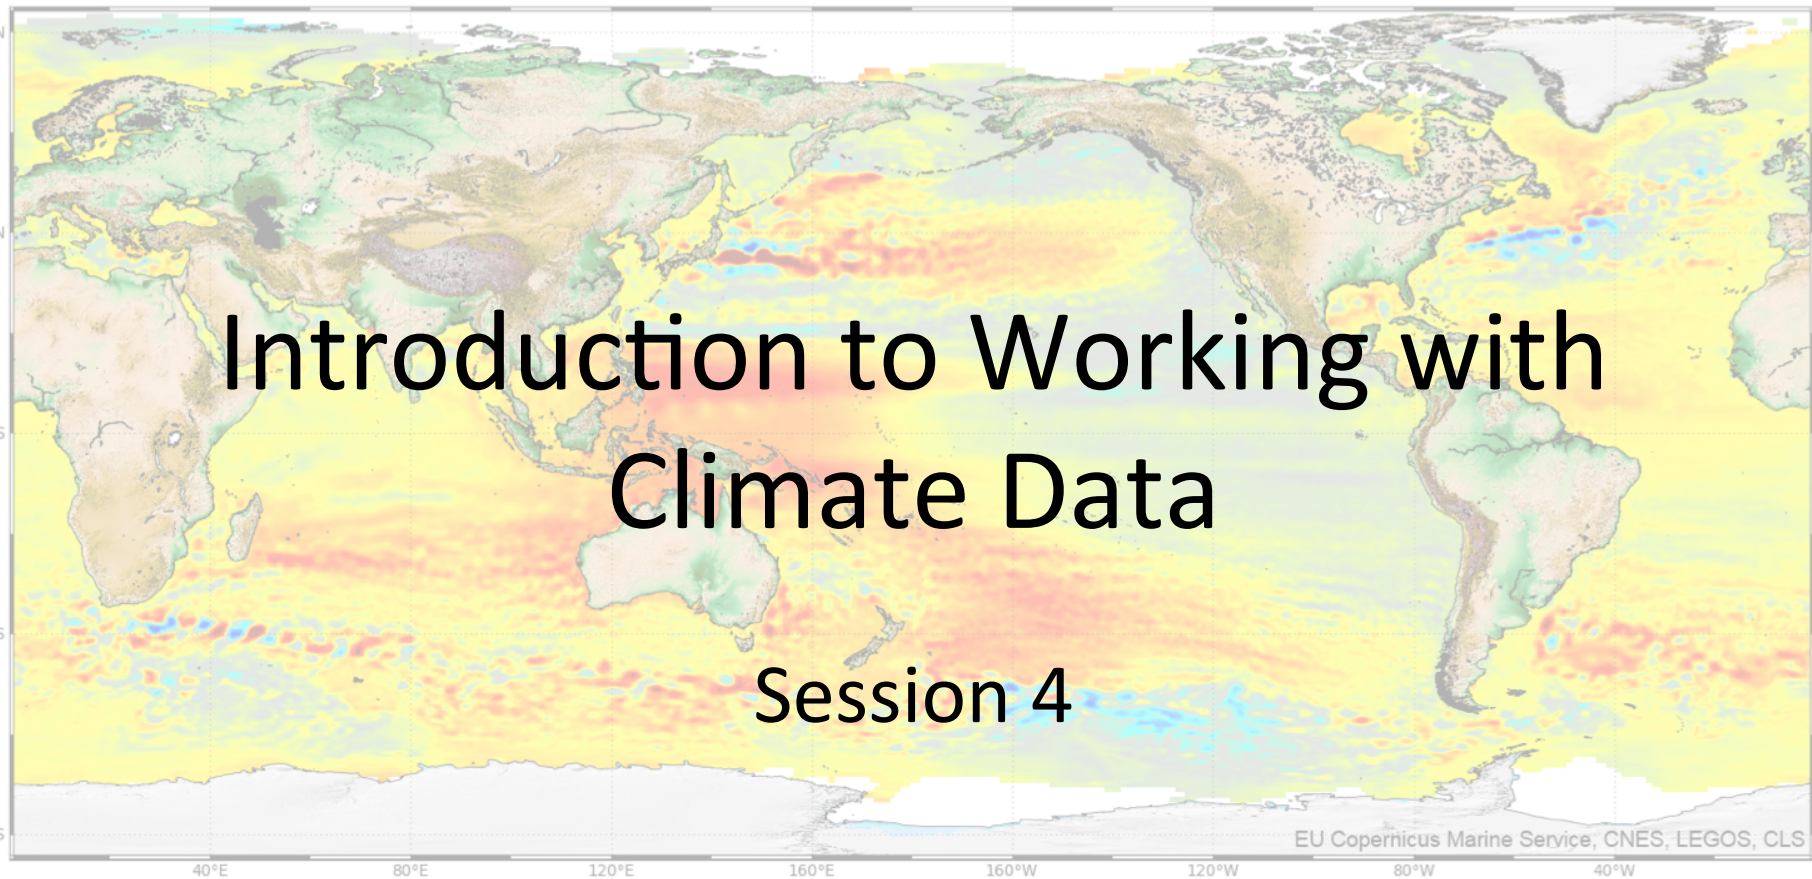 N
N
Introduction to Working with
S
Climate Data
S
Session 4
EU Copernicus Marine Service, CNES, LEGOS, CLS
S
40°E 80°E 120°E 160°E 160°W 120°W 80°W 40°W